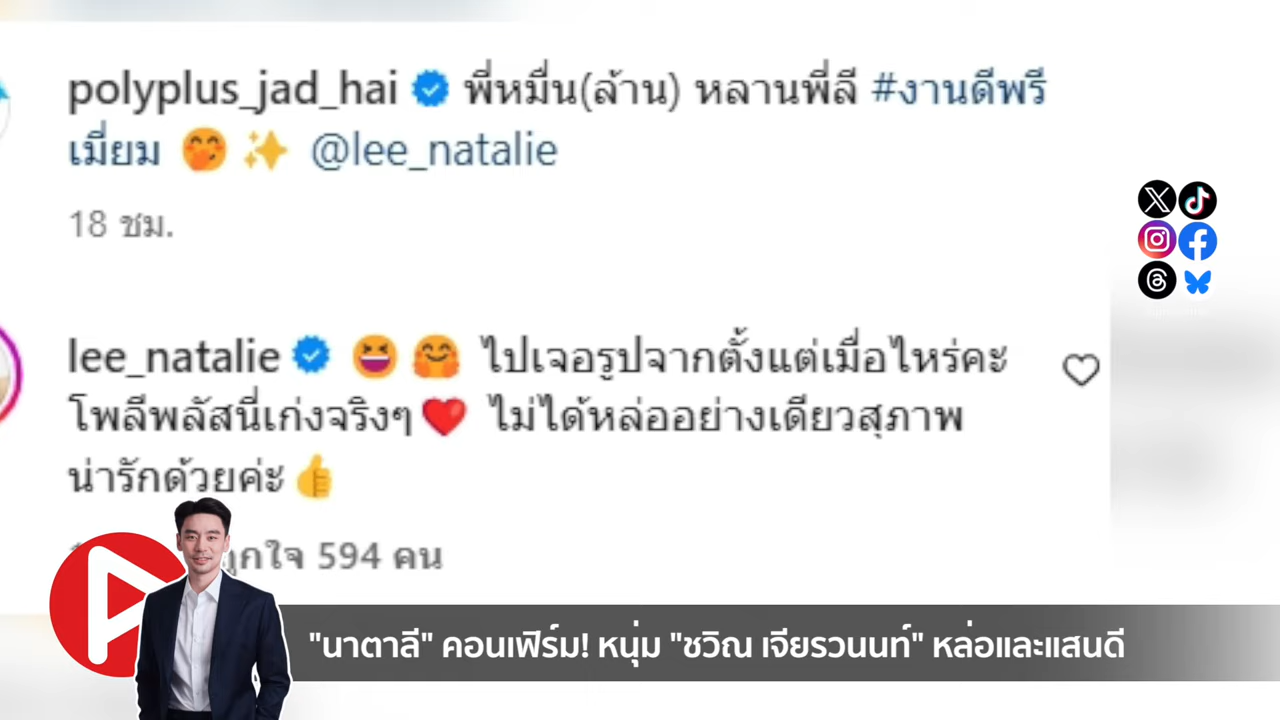 polyplus_jad_hai พี่หมื่น(ล้าน) หลานพี่ลี #งานดีพรี
เมี่ยม 🤭 ✨ @lee_natalie
18 ชม.
lee_natalie 😆 🤗 ไปเจอรูปจากตั้งแต่เมื่อไหร่คะ
โพลีพลัสนี่เก่งจริงๆ ❤️ ไม่ได้หล่ออย่างเดียวสุภาพ
น่ารักด้วยค่ะ 👍
ถูกใจ 594 คน
"นาตาลี" คอนเฟิร์ม! หนุ่ม "ชวิณ เจียรวนนท์" หล่อและแสนดี